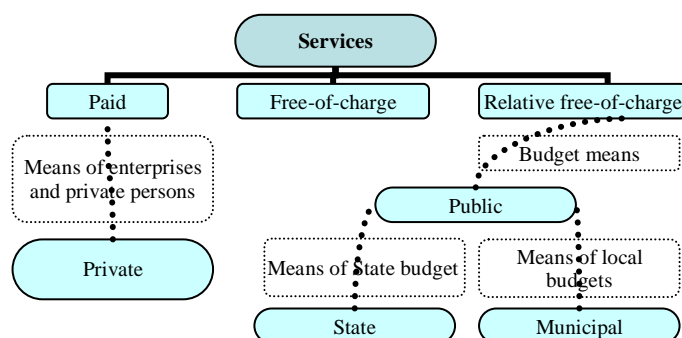 Services
Paid
Free-of-charge
Relative free-of-charge
Means of enterprises
and private persons
Budget means
Public
Private
Means of State budget
Means of local
budgets
State
Municipal